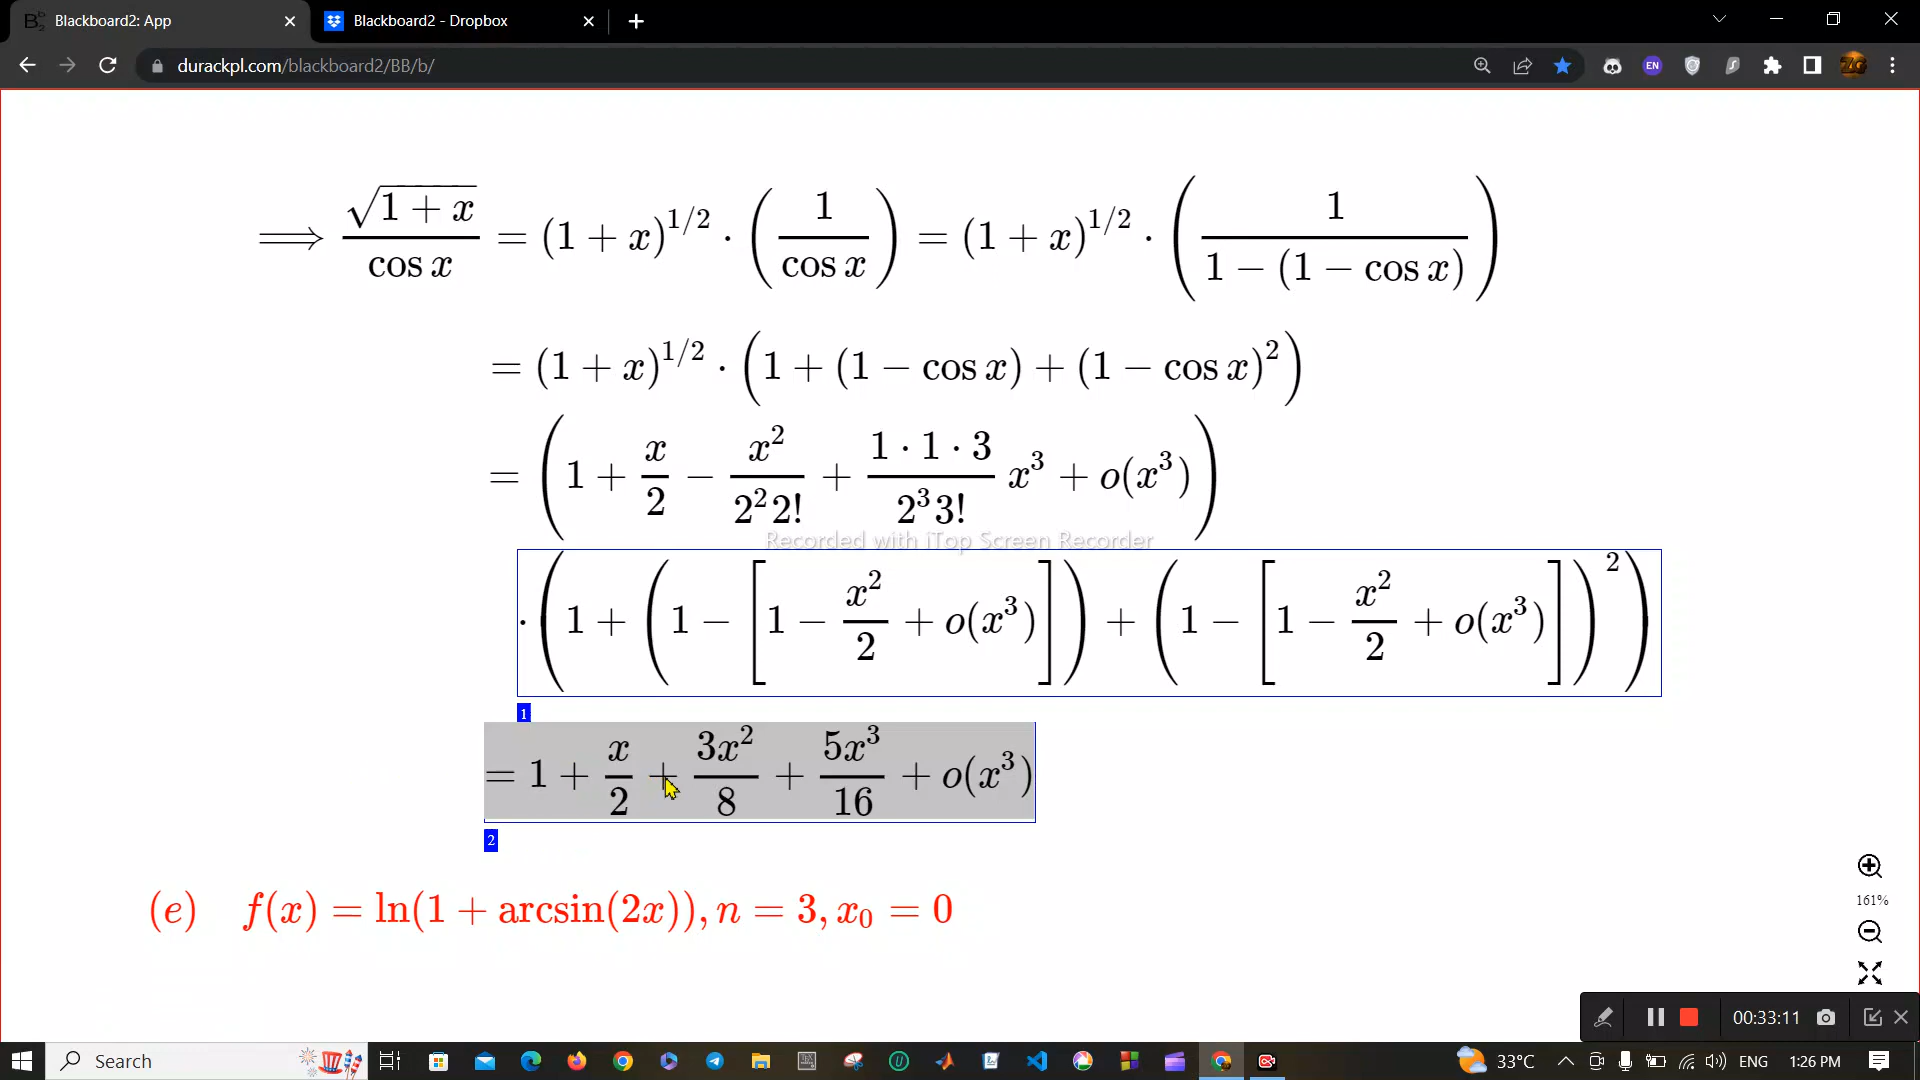 Blackboard2: App
Blackboard2 - Dropbox
durackpl.com/blackboard2/BB/b/
EN
ZG
⟹ √(1 + x) / cos x = (1 + x)^{1/2} · (1 / cos x) = (1 + x)^{1/2} · (1 / (1 − (1 − cos x)))
= (1 + x)^{1/2} · (1 + (1 − cos x) + (1 − cos x)^2)
= (1 + x/2 − x^2/(2^2 2!) + (1 · 1 · 3)/(2^3 3!) x^3 + o(x^3))
Recorded with iTop Screen Recorder
· (1 + (1 − [1 − x^2/2 + o(x^3)]) + (1 − [1 − x^2/2 + o(x^3)])^2)
1
= 1 + x/2 + 3x^2/8 + 5x^3/16 + o(x^3)
2
(e) f(x) = ln(1 + arcsin(2x)), n = 3, x_0 = 0
161%
00:33:11
Search
33°C
ENG
1:26 PM